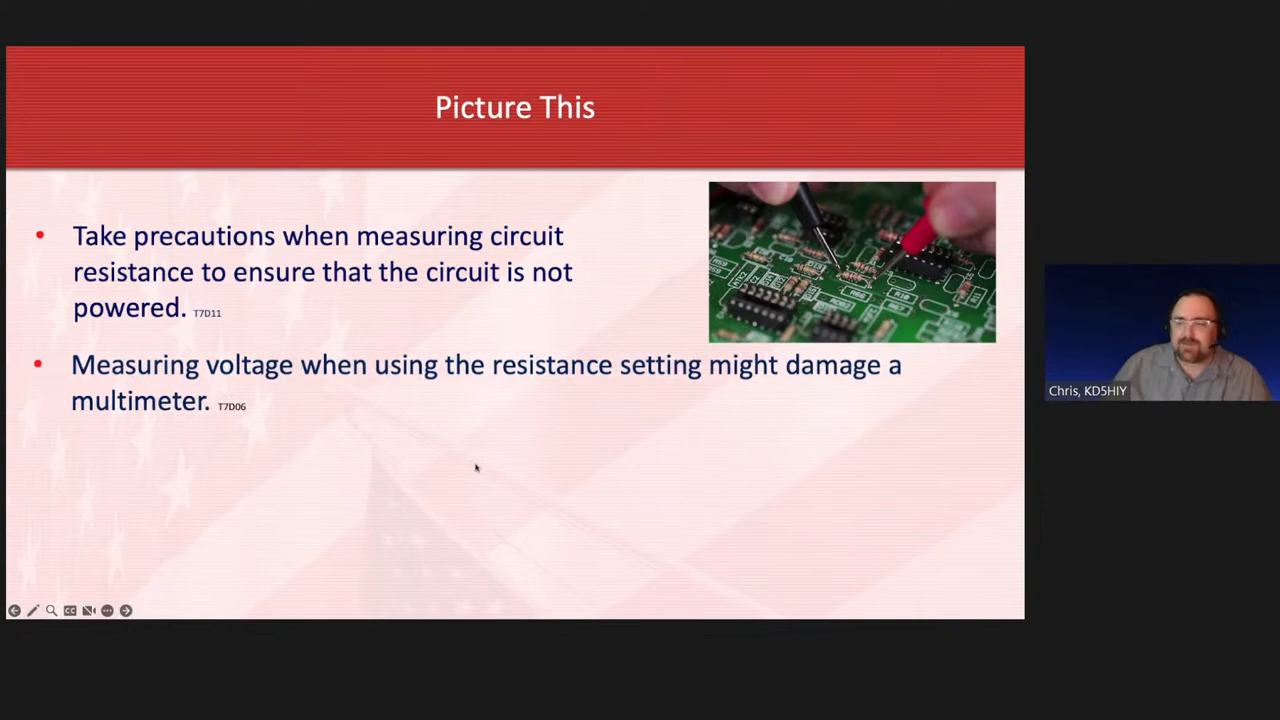 Picture This
• Take precautions when measuring circuit
resistance to ensure that the circuit is not
powered. T7D11
• Measuring voltage when using the resistance setting might damage a
multimeter. T7D06
Chris, KD5HIY